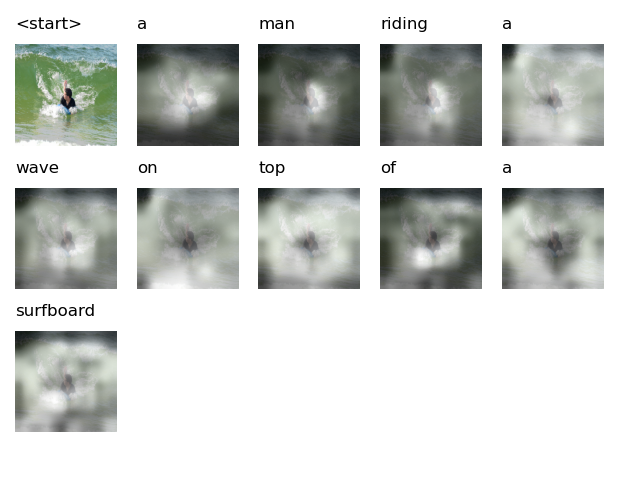 <start> a man riding a
wave on top of a
surfboard